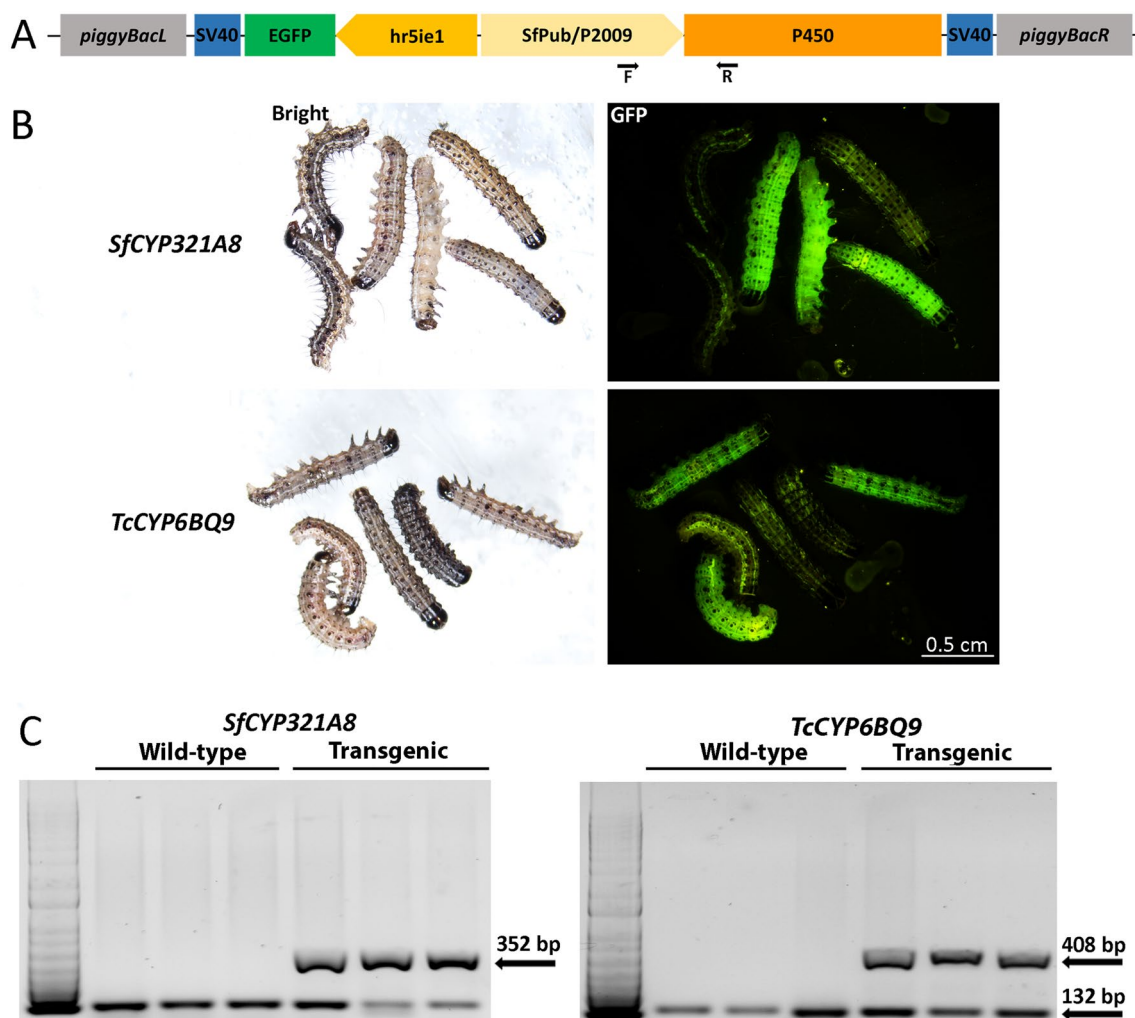 A
piggyBacL SV40 EGFP hr5ie1 SfPub/P2009 P450 SV40 piggyBacR
F R
B
Bright GFP
SfCYP321A8
TcCYP6BQ9
0.5 cm
C
SfCYP321A8 TcCYP6BQ9
Wild-type Transgenic Wild-type Transgenic
352 bp 408 bp
132 bp